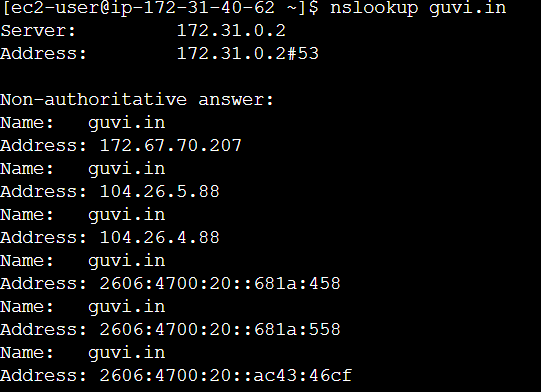 [ec2-user@ip-172-31-40-62 ~]$ nslookup guvi.in
Server:         172.31.0.2
Address:        172.31.0.2#53

Non-authoritative answer:
Name:   guvi.in
Address: 172.67.70.207
Name:   guvi.in
Address: 104.26.5.88
Name:   guvi.in
Address: 104.26.4.88
Name:   guvi.in
Address: 2606:4700:20::681a:458
Name:   guvi.in
Address: 2606:4700:20::681a:558
Name:   guvi.in
Address: 2606:4700:20::ac43:46cf